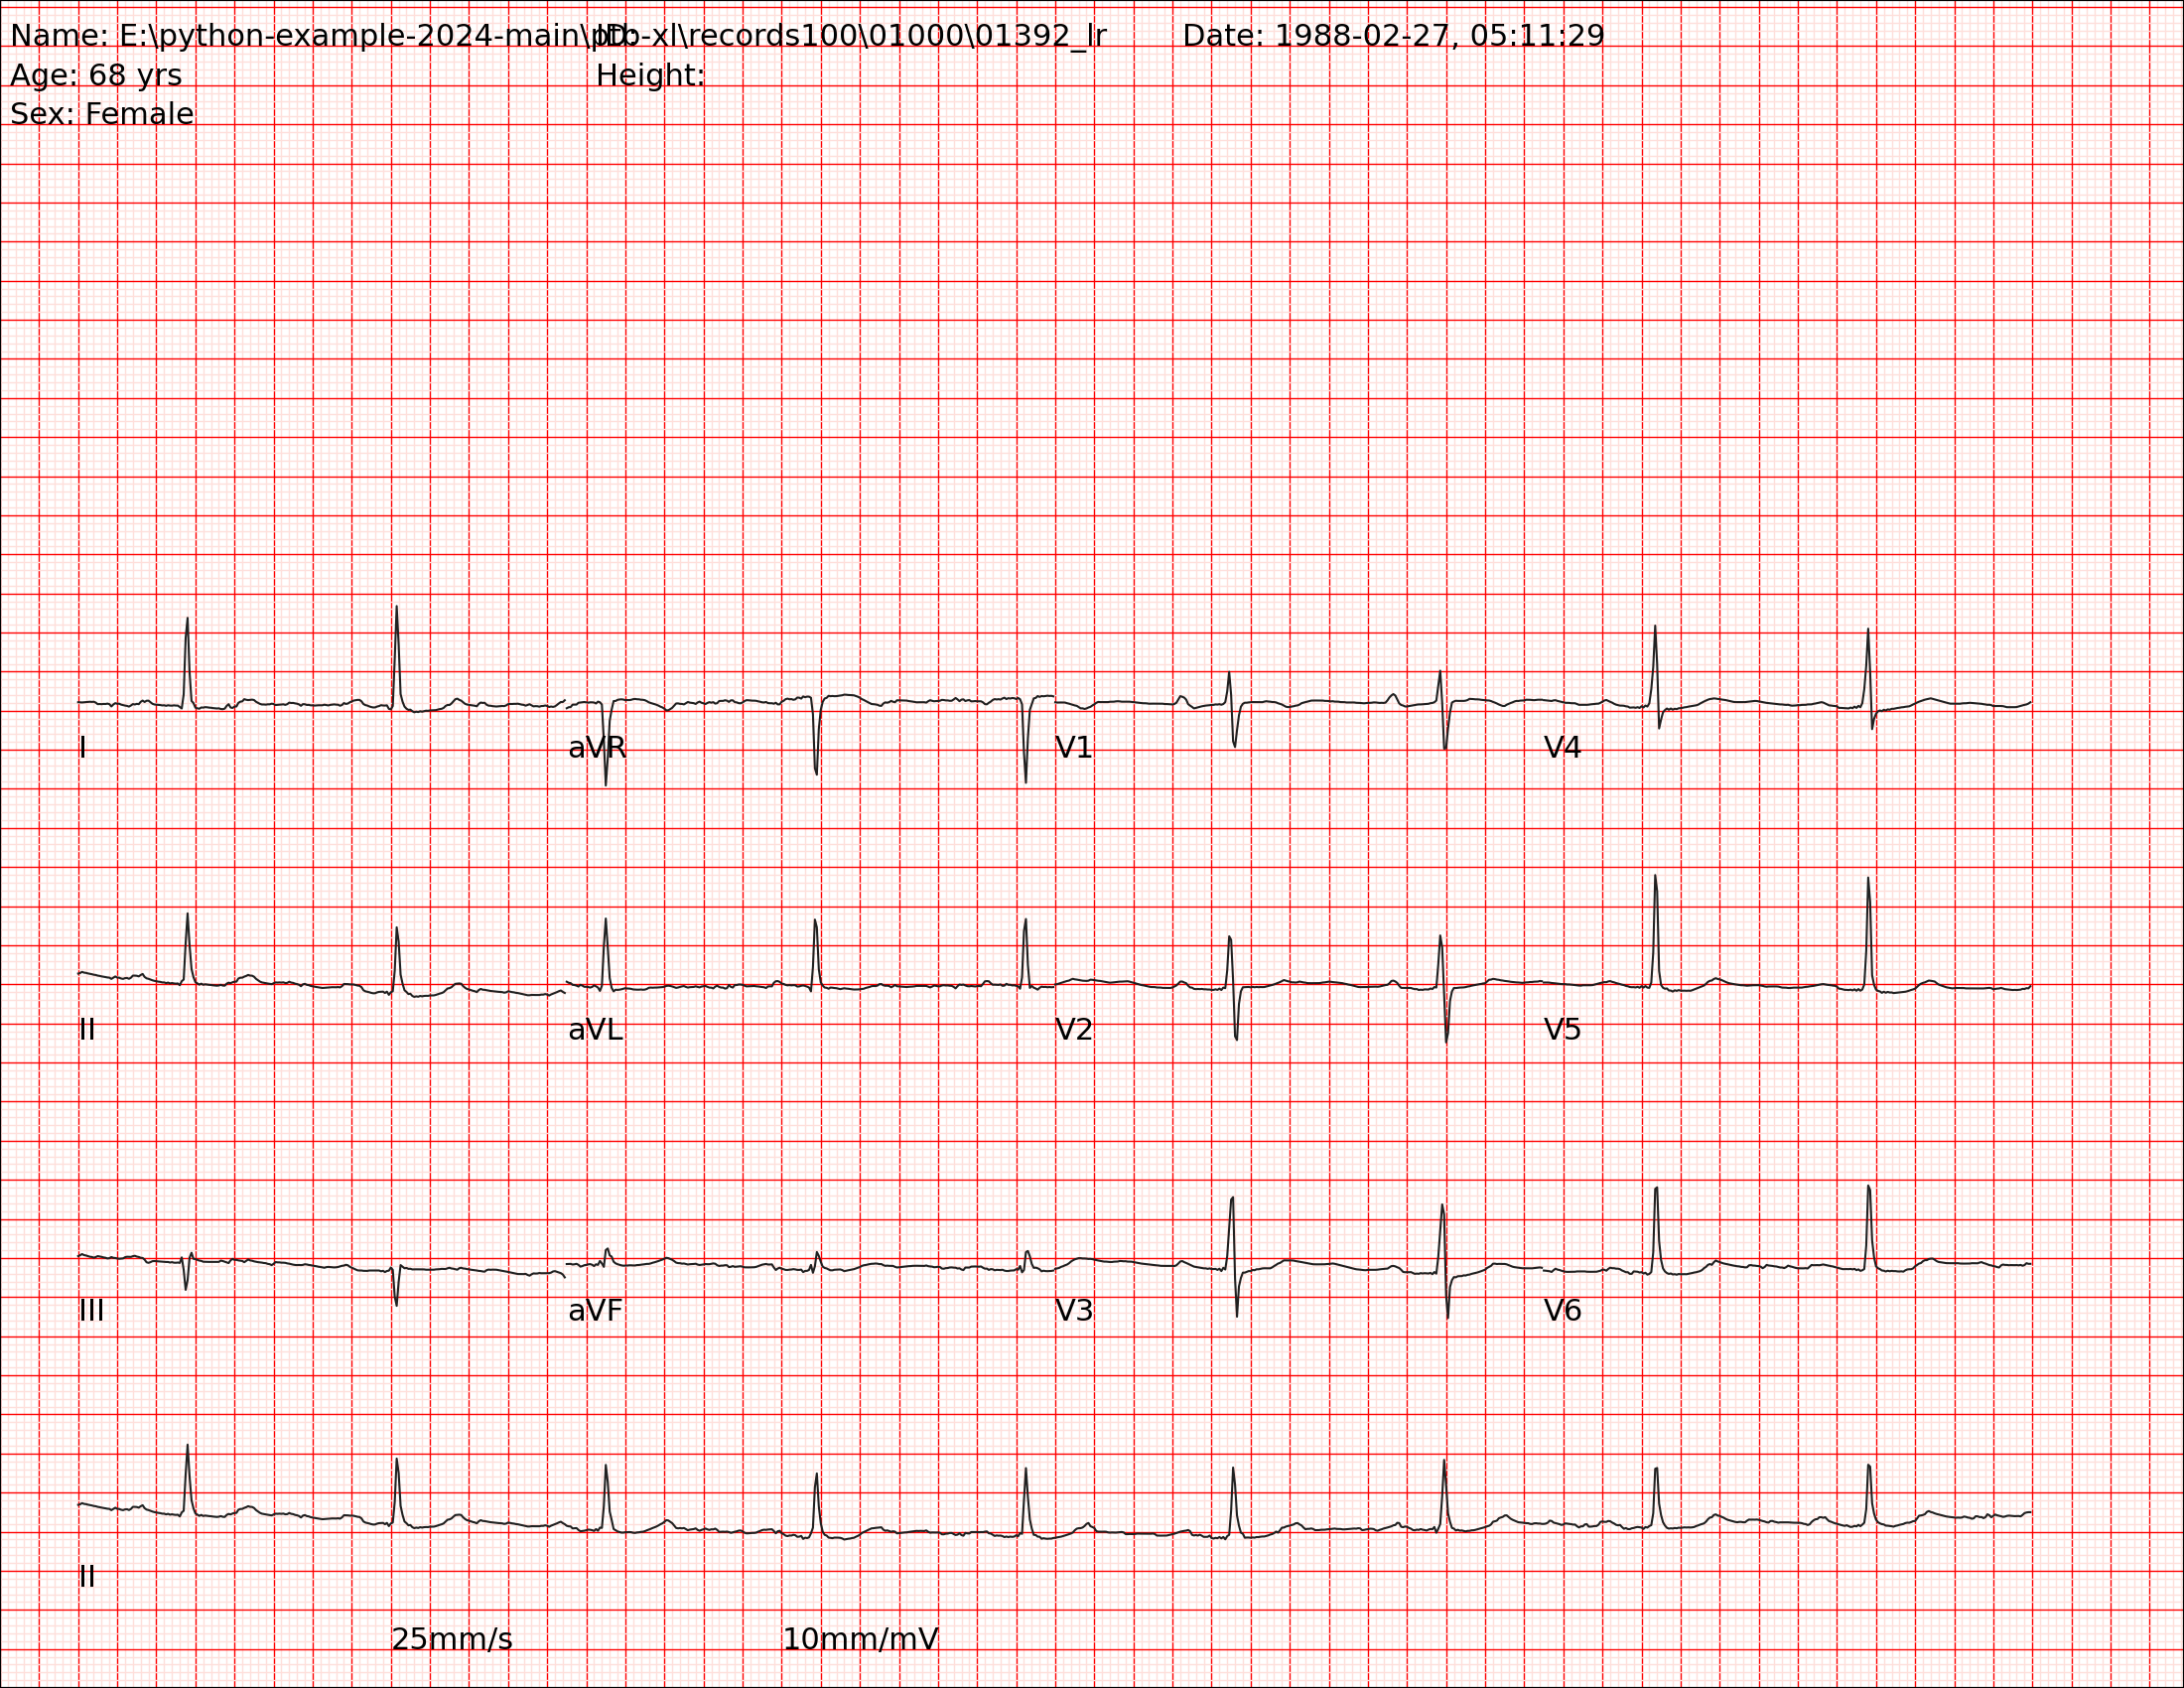 Name: E:\python-example-2024-main\ptb-xl\records100\01000\01392_lr ID: Date: 1988-02-27, 05:11:29
Age: 68 yrs Height:
Sex: Female
I aVR V1 V4
II aVL V2 V5
III aVF V3 V6
II
25mm/s 10mm/mV